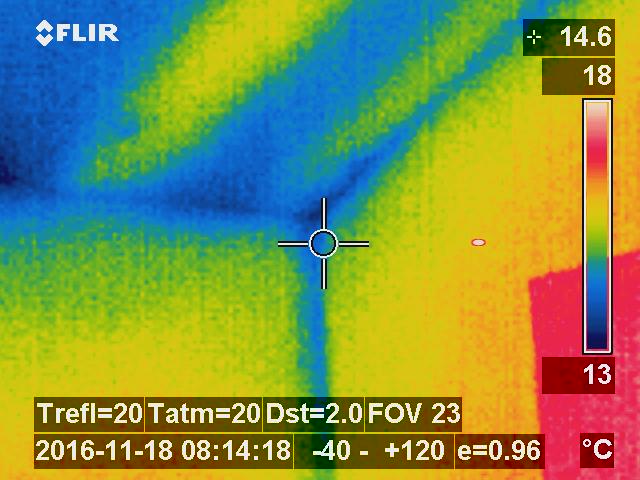 FLIR
14.6
18
13
Trefl=20 Tatm=20 Dst=2.0 FOV 23
2016-11-18 08:14:18 -40 - +120 e=0.96 °C